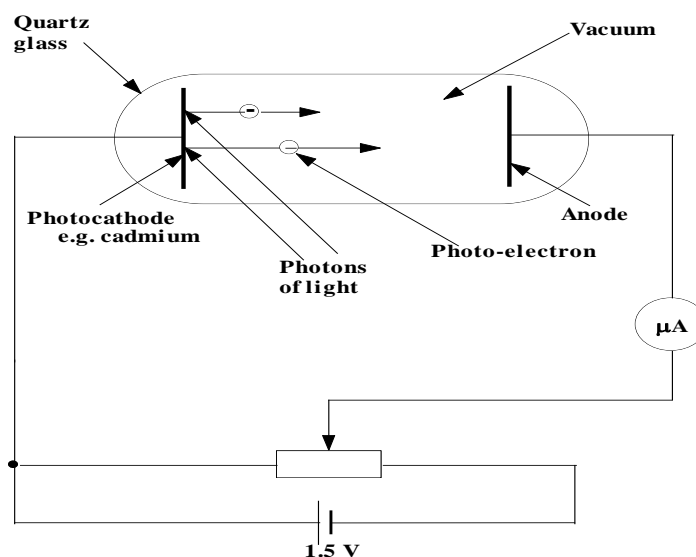 Quartz
glass
Vacuum
Photocathode
e.g. cadmium
Anode
Photo-electron
Photons
of light
µA
1.5 V